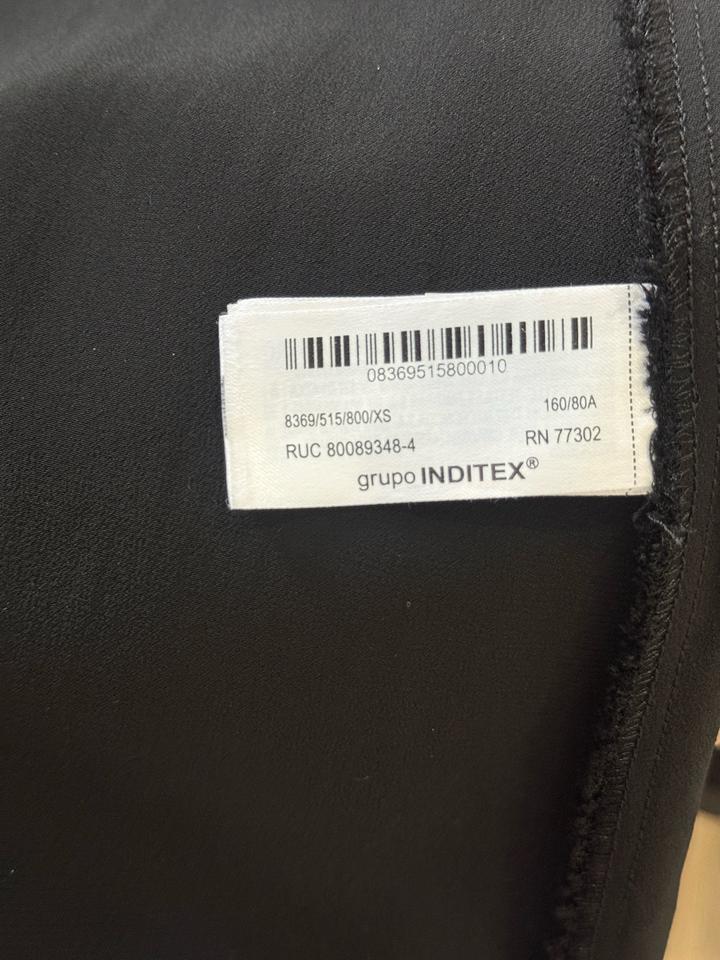 08369515800010
8369/515/800/XS 160/80A
RUC 80089348-4 RN 77302
grupo INDITEX®